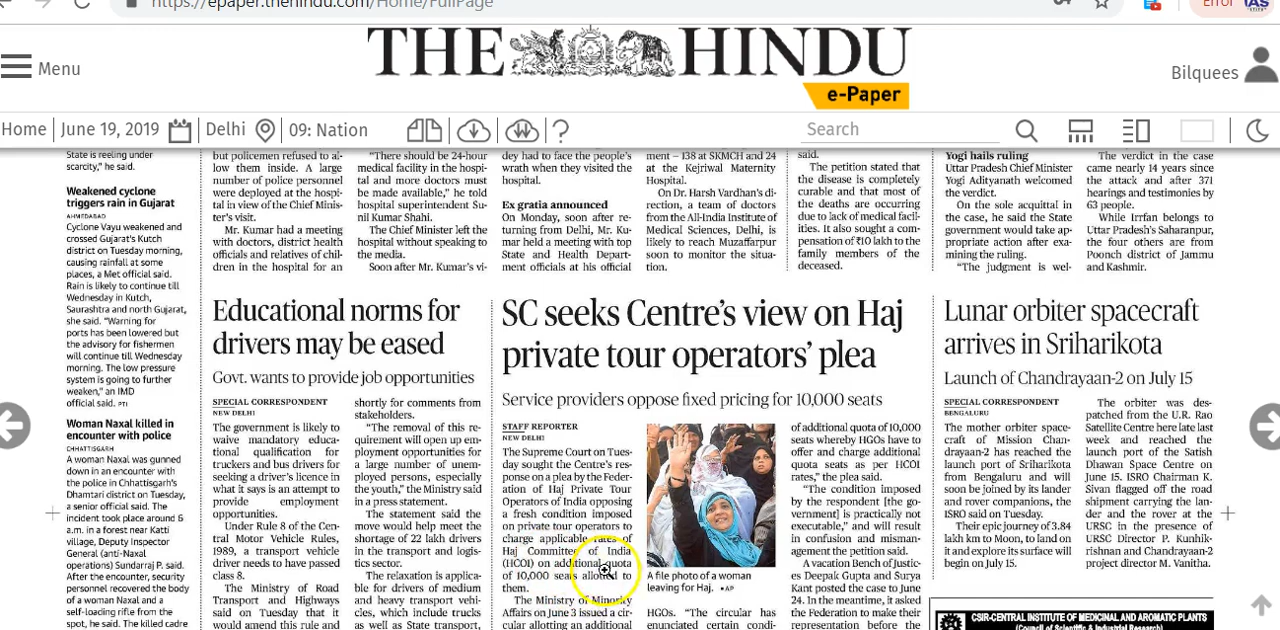 https://epaper.thehindu.com/Home/FullPage
Error
IAS
THE HINDU
e-Paper
Menu
Bilquees
Home
June 19, 2019
Delhi
09: Nation
Search
State is reeling under
scarcity," he said.
Weakened cyclone
triggers rain in Gujarat
AHMEDABAD
Cyclone Vayu weakened and
crossed Gujarat's Kutch
district on Tuesday morning,
causing rainfall at some
places, a Met official said.
Rain is likely to continue till
Wednesday in Kutch,
Saurashtra and north Gujarat,
she said. "Warning for
ports has been lowered but
the advisory for fishermen
will continue till Wednesday
morning. The low pressure
system is going to further
weaken," an IMD
official said. PTI
Woman Naxal killed in
encounter with police
CHHATTISGARH
A woman Naxal was gunned
down in an encounter with
the police in Chhattisgarh's
Dhamtari district on Tuesday,
a senior official said. The
incident took place around 6
a.m. in a forest near Katti
village, Deputy Inspector
General (anti-Naxal
operations) Sundarraj P. said.
After the encounter, security
personnel recovered the body
of a woman Naxal and a
self-loading rifle from the
spot, he said. The killed cadre
but policemen refused to al-
low them inside. A large
number of police personnel
were deployed at the hospi-
tal in view of the Chief Minis-
ter's visit.
Mr. Kumar had a meeting
with doctors, district health
officials and relatives of chil-
dren in the hospital for an
"There should be 24-hour
medical facility in the hospi-
tal and more doctors must
be made available," he told
hospital superintendent Su-
nil Kumar Shahi.
The Chief Minister left the
hospital without speaking to
the media.
Soon after Mr. Kumar's vi-
dey had to face the people's
wrath when they visited the
hospital.
Ex gratia announced
On Monday, soon after re-
turning from Delhi, Mr. Ku-
mar held a meeting with top
State and Health Depart-
ment officials at his official
ment – 138 at SKMCH and 24
at the Kejriwal Maternity
Hospital.
On Dr. Harsh Vardhan's di-
rection, a team of doctors
from the All-India Institute of
Medical Sciences, Delhi, is
likely to reach Muzaffarpur
soon to monitor the situa-
tion.
said.
The petition stated that
the disease is completely
curable and that most of
the deaths are occurring
due to lack of medical facil-
ities. It also sought a com-
pensation of ₹10 lakh to the
family members of the
deceased.
Yogi hails ruling
Uttar Pradesh Chief Minister
Yogi Adityanath welcomed
the verdict.
On the sole acquittal in
the case, he said the State
government would take ap-
propriate action after exa-
mining the ruling.
"The judgment is wel-
The verdict in the case
came nearly 14 years since
the attack and after 371
hearings and testimonies by
63 people.
While Irrfan belongs to
Uttar Pradesh's Saharanpur,
the four others are from
Poonch district of Jammu
and Kashmir.
Educational norms for
drivers may be eased
Govt. wants to provide job opportunities
SPECIAL CORRESPONDENT
NEW DELHI
The government is likely to
waive mandatory educa-
tional qualification for
truckers and bus drivers for
seeking a driver's licence in
what it says is an attempt to
provide employment
opportunities.
Under Rule 8 of the Cen-
tral Motor Vehicle Rules,
1989, a transport vehicle
driver needs to have passed
class 8.
The Ministry of Road
Transport and Highways
said on Tuesday that it
would amend this rule and
shortly for comments from
stakeholders.
"The removal of this re-
quirement will open up em-
ployment opportunities for
a large number of unem-
ployed persons, especially
the youth," the Ministry said
in a press statement.
The statement said the
move would help meet the
shortage of 22 lakh drivers
in the transport and logis-
tics sector.
The relaxation is applica-
ble for drivers of medium
and heavy transport vehi-
cles, which include trucks
as well as State transport,
SC seeks Centre's view on Haj
private tour operators' plea
Service providers oppose fixed pricing for 10,000 seats
STAFF REPORTER
NEW DELHI
The Supreme Court on Tues-
day sought the Centre's res-
ponse on a plea by the Feder-
ation of Haj Private Tour
Operators of India opposing
a fresh condition imposed
on private tour operators to
charge applicable rates of
Haj Committee of India
(HCOI) on additional quota
of 10,000 seats allotted to
them.
The Ministry of Minority
Affairs on June 3 issued a cir-
cular allotting an additional
A file photo of a woman
leaving for Haj. •AP
HGOs. "The circular has
enunciated certain condi-
of additional quota of 10,000
seats whereby HGOs have to
offer and charge additional
quota seats as per HCOI
rates," the plea said.
"The condition imposed
by the respondent [the go-
vernment] is practically not
executable," and will result
in confusion and misman-
agement the petition said.
A vacation Bench of Justic-
es Deepak Gupta and Surya
Kant posted the case to June
24. In the meantime, it asked
the Federation to make their
representation before the
Lunar orbiter spacecraft
arrives in Sriharikota
Launch of Chandrayaan-2 on July 15
SPECIAL CORRESPONDENT
BENGALURU
The mother orbiter space-
craft of Mission Chan-
drayaan-2 has reached the
launch port of Sriharikota
from Bengaluru and will
soon be joined by its lander
and rover companions, the
ISRO said on Tuesday.
Their epic journey of 3.84
lakh km to Moon, to land on
it and explore its surface will
begin on July 15.
The orbiter was des-
patched from the U.R. Rao
Satellite Centre here late last
week and reached the
launch port of the Satish
Dhawan Space Centre on
June 15. ISRO Chairman K.
Sivan flagged off the road
shipment carrying the lan-
der and the rover at the
URSC in the presence of
URSC Director P. Kunhik-
rishnan and Chandrayaan-2
project director M. Vanitha.
CSIR-CENTRAL INSTITUTE OF MEDICINAL AND AROMATIC PLANTS
(Council of Scientific & Industrial Research)